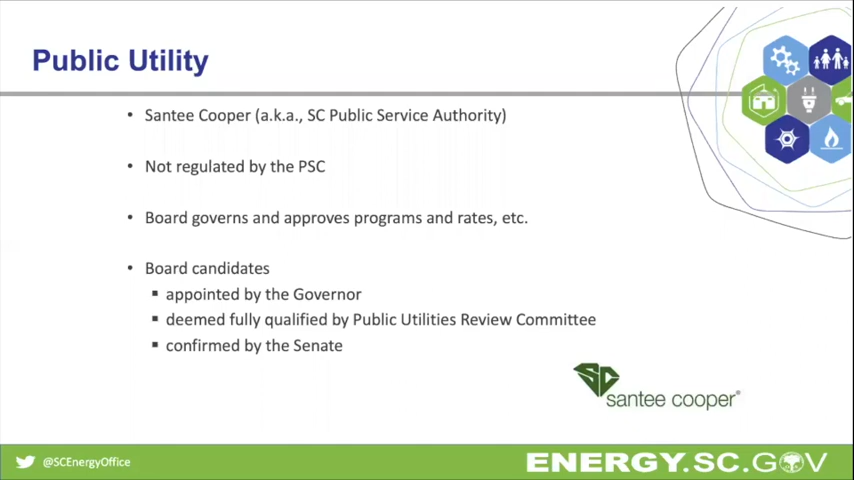 Public Utility
• Santee Cooper (a.k.a., SC Public Service Authority)
• Not regulated by the PSC
• Board governs and approves programs and rates, etc.
• Board candidates
▪ appointed by the Governor
▪ deemed fully qualified by Public Utilities Review Committee
▪ confirmed by the Senate
SC
santee cooper®
@SCEnergyOffice
ENERGY.SC.GOV